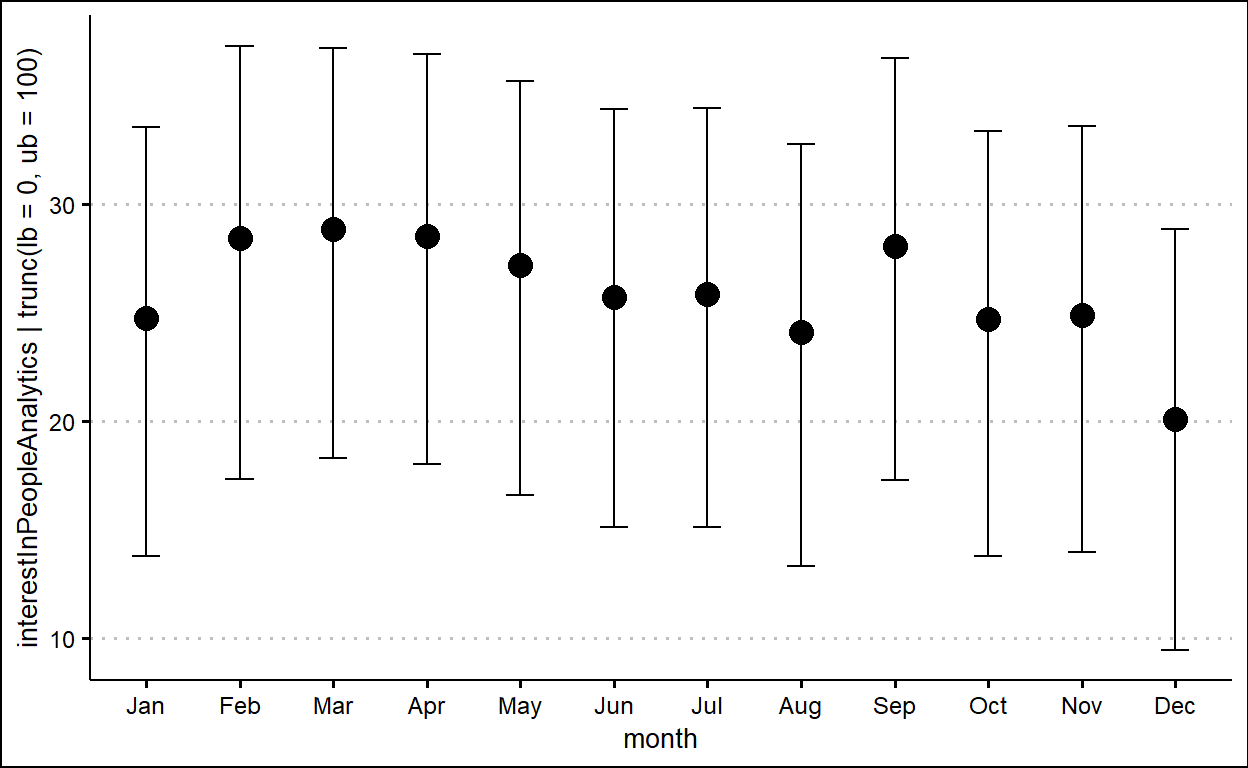 interestInPeopleAnalytics | trunc(lb = 0, ub = 100)
30
20
10
Jan Feb Mar Apr May Jun Jul Aug Sep Oct Nov Dec
month